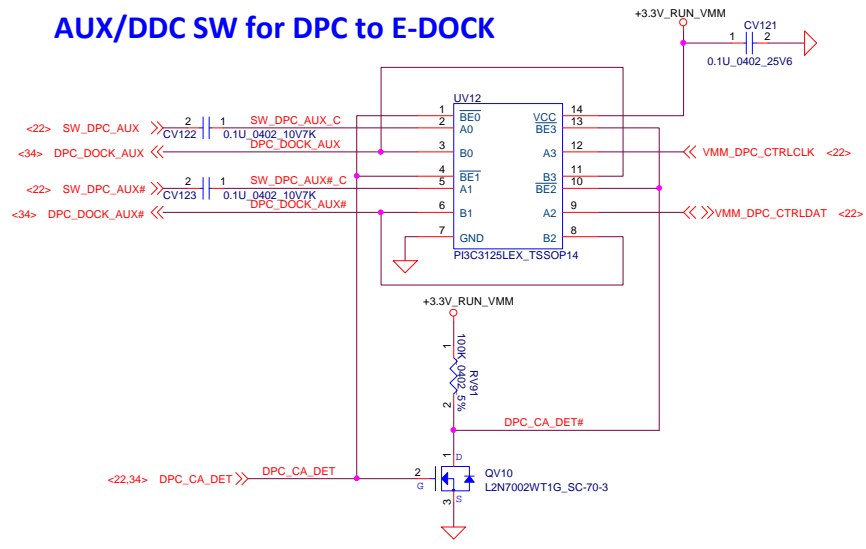 AUX/DDC SW for DPC to E-DOCK
+3.3V_RUN_VMM
CV121
1 2
0.1U_0402_25V6
UV12
<22> SW_DPC_AUX
2 1
CV122
SW_DPC_AUX_C
0.1U_0402_10V7K
<34> DPC_DOCK_AUX
DPC_DOCK_AUX
<22> SW_DPC_AUX#
2 1
CV123
SW_DPC_AUX#_C
0.1U_0402_10V7K
<34> DPC_DOCK_AUX#
DPC_DOCK_AUX#
1 BE0 VCC 14
2 A0 BE3 13
3 B0 A3 12
4 BE1 B3 11
5 A1 BE2 10
6 B1 A2 9
7 GND B2 8
PI3C3125LEX_TSSOP14
VMM_DPC_CTRLCLK <22>
VMM_DPC_CTRLDAT <22>
+3.3V_RUN_VMM
1
100K_0402_5%
RV91
2
DPC_CA_DET#
<22,34> DPC_CA_DET
DPC_CA_DET
1 D
2 G
3 S
QV10
L2N7002WT1G_SC-70-3